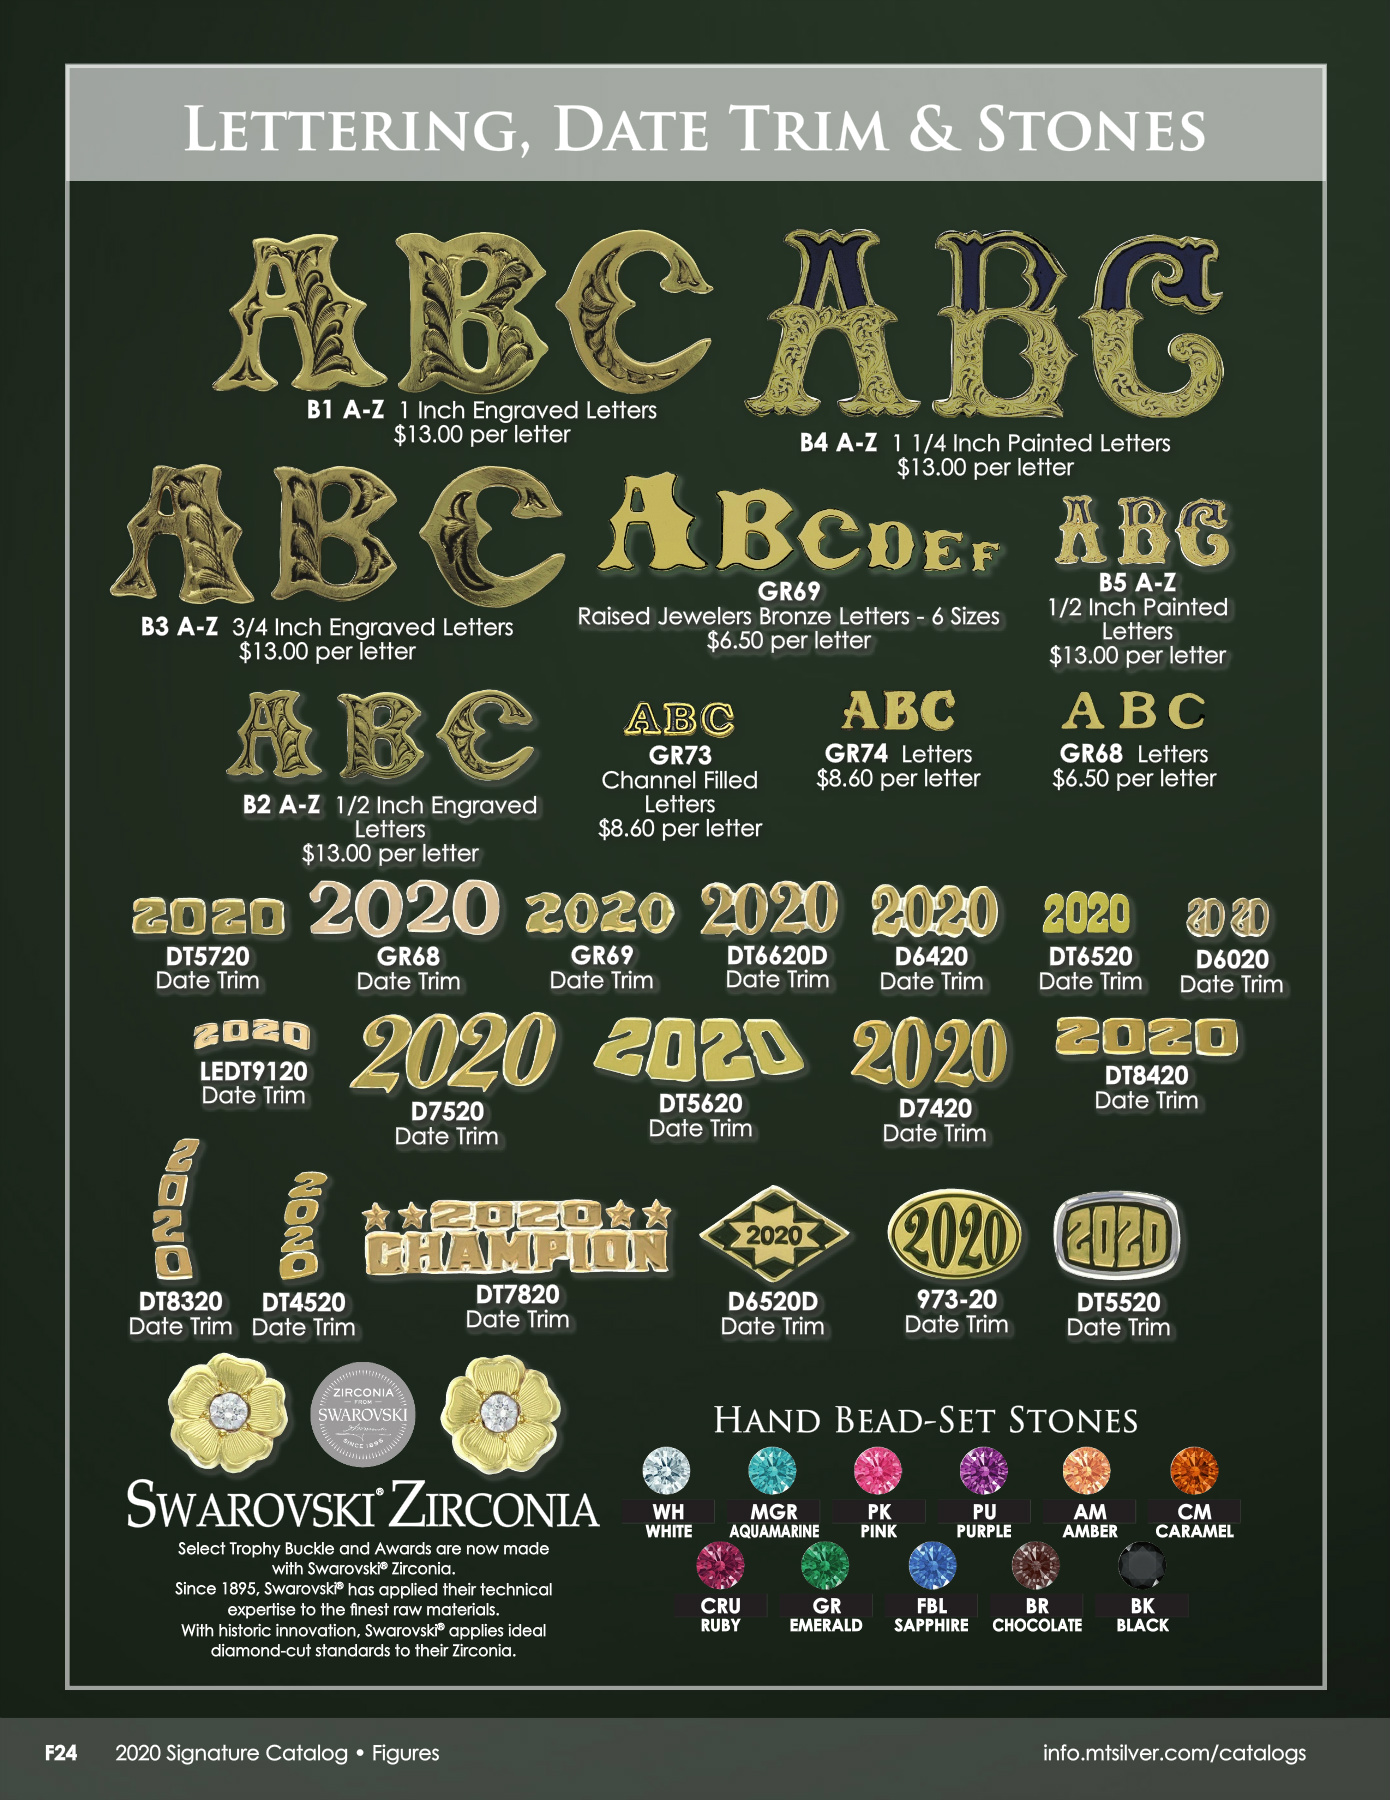 LETTERING, DATE TRIM & STONES
ABC
ABC
B1 A-Z 1 Inch Engraved Letters
$13.00 per letter
B4 A-Z 1 1/4 Inch Painted Letters
$13.00 per letter
ABC
ABCDEF
ABC
B3 A-Z 3/4 Inch Engraved Letters
$13.00 per letter
GR69
Raised Jewelers Bronze Letters - 6 Sizes
$6.50 per letter
B5 A-Z
1/2 Inch Painted
Letters
$13.00 per letter
ABC
B2 A-Z 1/2 Inch Engraved
Letters
$13.00 per letter
ABC
GR73
Channel Filled
Letters
$8.60 per letter
ABC
GR74 Letters
$8.60 per letter
ABC
GR68 Letters
$6.50 per letter
2020
DT5720
Date Trim
2020
GR68
Date Trim
2020
GR69
Date Trim
2020
DT6620D
Date Trim
2020
D6420
Date Trim
2020
DT6520
Date Trim
2020
D6020
Date Trim
2020
LEDT9120
Date Trim
2020
D7520
Date Trim
2020
DT5620
Date Trim
2020
D7420
Date Trim
2020
DT8420
Date Trim
2020
DT8320
Date Trim
2020
DT4520
Date Trim
2020
CHAMPION
DT7820
Date Trim
2020
D6520D
Date Trim
2020
973-20
Date Trim
2020
DT5520
Date Trim
ZIRCONIA
FROM
SWAROVSKI
SINCE 1895
SWAROVSKI® ZIRCONIA
Select Trophy Buckle and Awards are now made
with Swarovski® Zirconia.
Since 1895, Swarovski® has applied their technical
expertise to the finest raw materials.
With historic innovation, Swarovski® applies ideal
diamond-cut standards to their Zirconia.
HAND BEAD-SET STONES
WH
WHITE
MGR
AQUAMARINE
PK
PINK
PU
PURPLE
AM
AMBER
CM
CARAMEL
CRU
RUBY
GR
EMERALD
FBL
SAPPHIRE
BR
CHOCOLATE
BK
BLACK
F24 2020 Signature Catalog • Figures
info.mtsilver.com/catalogs